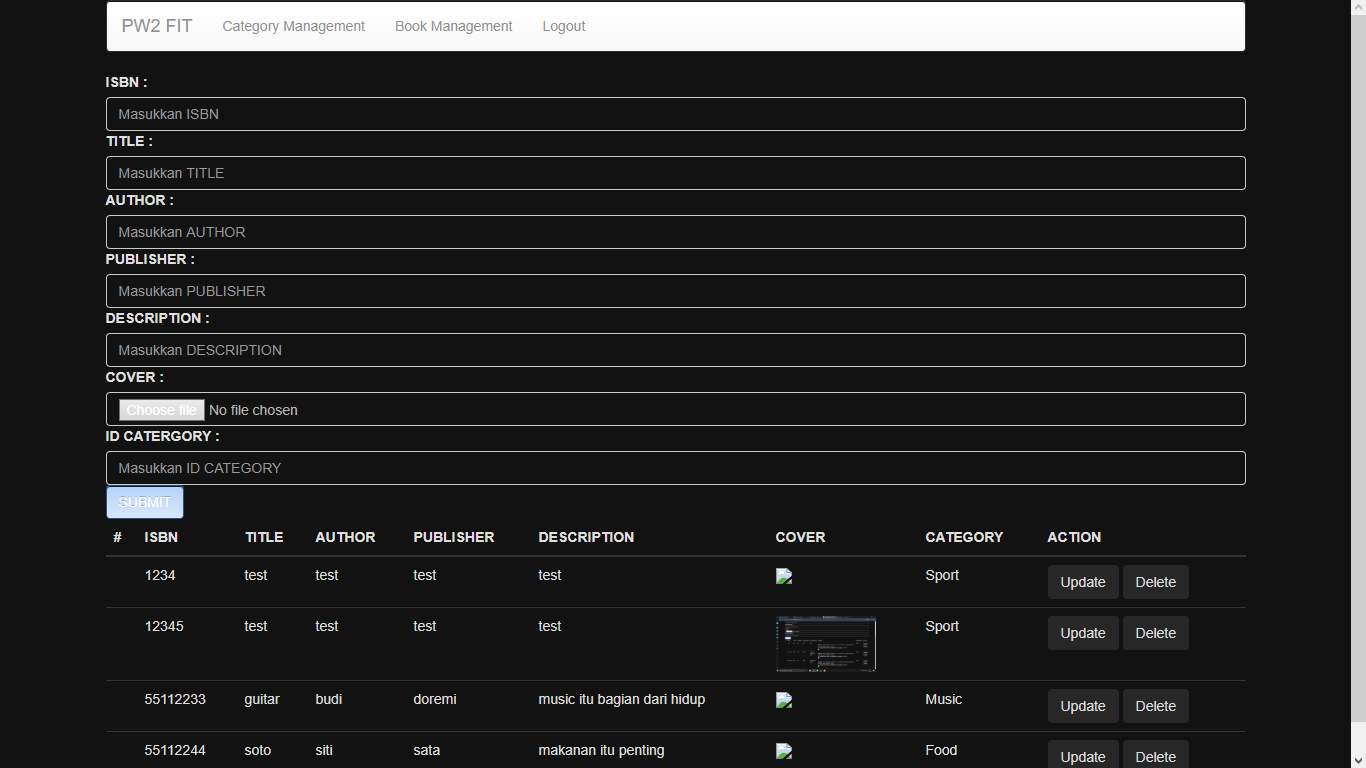 PW2 FIT Category Management Book Management Logout
ISBN :
Masukkan ISBN
TITLE :
Masukkan TITLE
AUTHOR :
Masukkan AUTHOR
PUBLISHER :
Masukkan PUBLISHER
DESCRIPTION :
Masukkan DESCRIPTION
COVER :
Choose file No file chosen
ID CATERGORY :
Masukkan ID CATEGORY
SUBMIT
# ISBN TITLE AUTHOR PUBLISHER DESCRIPTION COVER CATEGORY ACTION
1234 test test test test Sport Update Delete
12345 test test test test Sport Update Delete
55112233 guitar budi doremi music itu bagian dari hidup Music Update Delete
55112244 soto siti sata makanan itu penting Food Update Delete